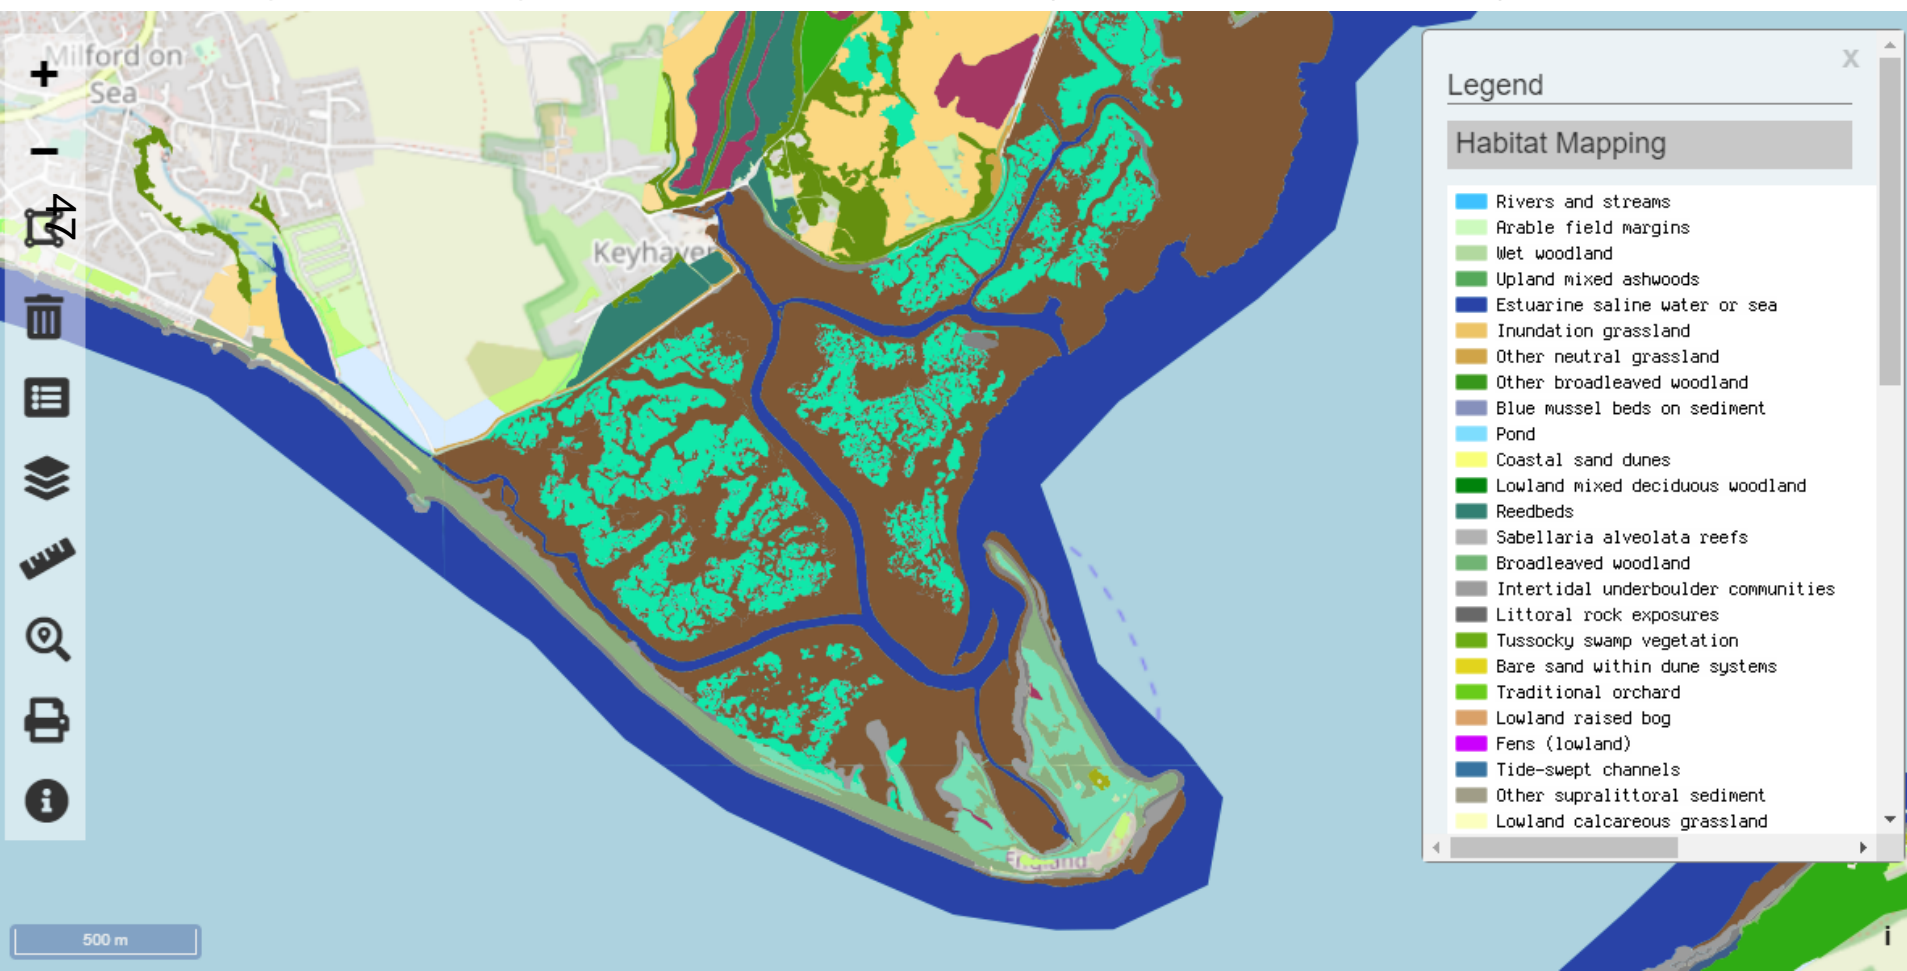 Milford on
Sea
+
−
47
Keyhaven
England
500 m
X
Legend
Habitat Mapping
Rivers and streams
Arable field margins
Wet woodland
Upland mixed ashwoods
Estuarine saline water or sea
Inundation grassland
Other neutral grassland
Other broadleaved woodland
Blue mussel beds on sediment
Pond
Coastal sand dunes
Lowland mixed deciduous woodland
Reedbeds
Sabellaria alveolata reefs
Broadleaved woodland
Intertidal underboulder communities
Littoral rock exposures
Tussocky swamp vegetation
Bare sand within dune systems
Traditional orchard
Lowland raised bog
Fens (lowland)
Tide-swept channels
Other supralittoral sediment
Lowland calcareous grassland
i